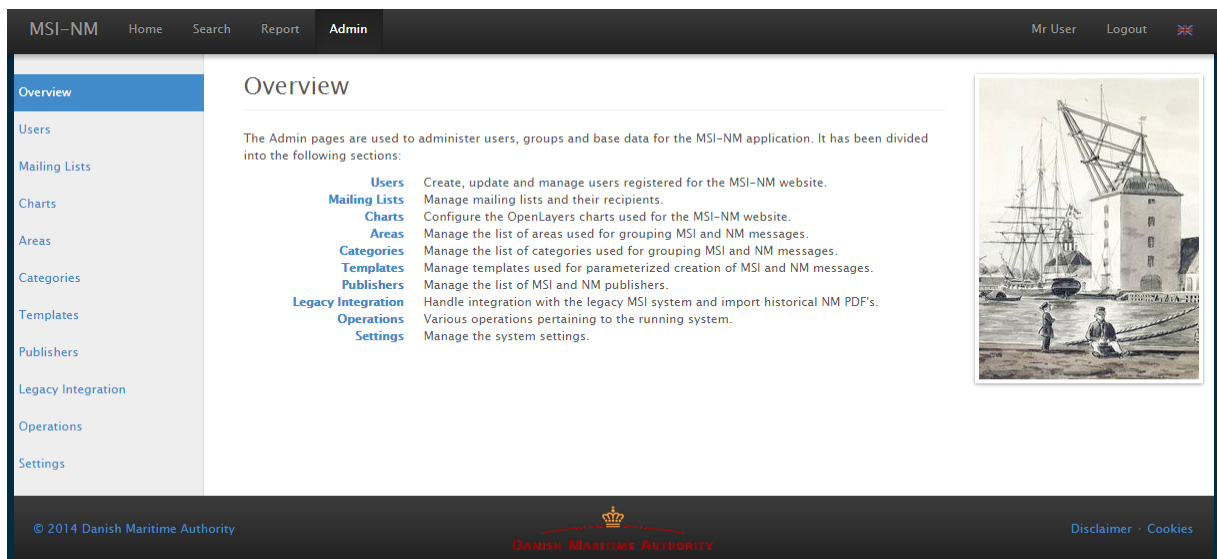 MSI-NM Home Search Report Admin Mr User Logout
Overview
Users
Mailing Lists
Charts
Areas
Categories
Templates
Publishers
Legacy Integration
Operations
Settings
Overview
The Admin pages are used to administer users, groups and base data for the MSI-NM application. It has been divided
into the following sections:
Users Create, update and manage users registered for the MSI-NM website.
Mailing Lists Manage mailing lists and their recipients.
Charts Configure the OpenLayers charts used for the MSI-NM website.
Areas Manage the list of areas used for grouping MSI and NM messages.
Categories Manage the list of categories used for grouping MSI and NM messages.
Templates Manage templates used for parameterized creation of MSI and NM messages.
Publishers Manage the list of MSI and NM publishers.
Legacy Integration Handle integration with the legacy MSI system and import historical NM PDF's.
Operations Various operations pertaining to the running system.
Settings Manage the system settings.
© 2014 Danish Maritime Authority
Danish Maritime Authority
Disclaimer · Cookies